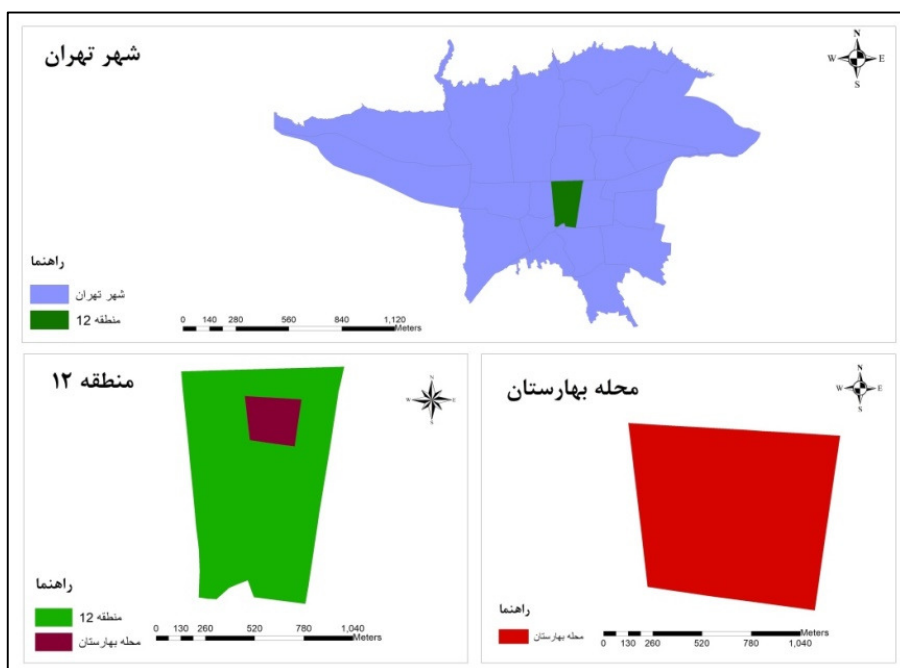 شهر تهران
N
W E
S
راهنما
شهر تهران
منطقه 12
0 140 280 560 840 1,120
Meters
منطقه ۱۲
N
W E
S
راهنما
منطقه 12
محله بهارستان
0 130 260 520 780 1,040
Meters
محله بهارستان
N
W E
S
راهنما
محله بهارستان
0 130 260 520 780 1,040
Meters